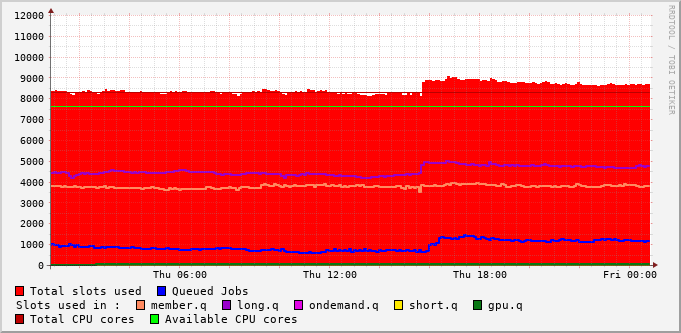 12000
11000
10000
9000
8000
7000
6000
5000
4000
3000
2000
1000
0
Thu 06:00 Thu 12:00 Thu 18:00 Fri 00:00
RRDTOOL / TOBI OETIKER
Total slots used Queued Jobs
Slots used in : member.q long.q ondemand.q short.q gpu.q
Total CPU cores Available CPU cores